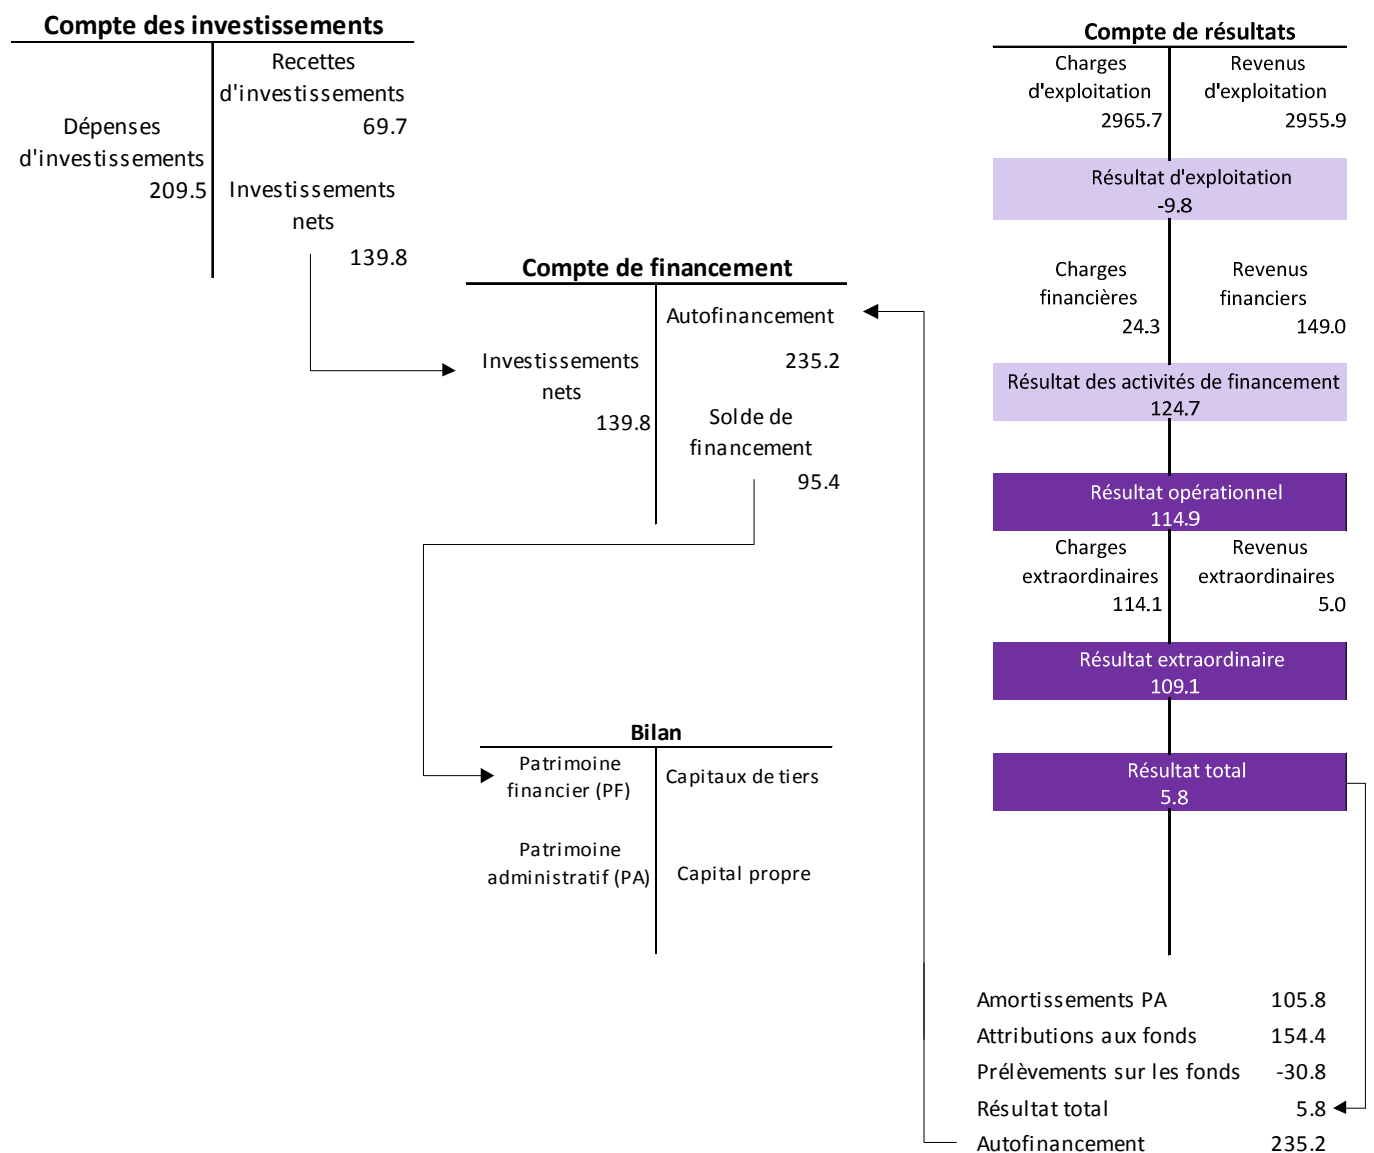 Compte des investissements
Recettes
d'investissements
69.7
Dépenses
d'investissements
209.5
Investissements
nets
139.8
Compte de financement
Autofinancement
235.2
Investissements
nets
139.8
Solde de
financement
95.4
Bilan
Patrimoine
financier (PF)
Capitaux de tiers
Patrimoine
administratif (PA)
Capital propre
Compte de résultats
Charges
d'exploitation
2965.7
Revenus
d'exploitation
2955.9
Résultat d'exploitation
-9.8
Charges
financières
24.3
Revenus
financiers
149.0
Résultat des activités de financement
124.7
Résultat opérationnel
114.9
Charges
extraordinaires
114.1
Revenus
extraordinaires
5.0
Résultat extraordinaire
109.1
Résultat total
5.8
Amortissements PA 105.8
Attributions aux fonds 154.4
Prélèvements sur les fonds -30.8
Résultat total 5.8
Autofinancement 235.2